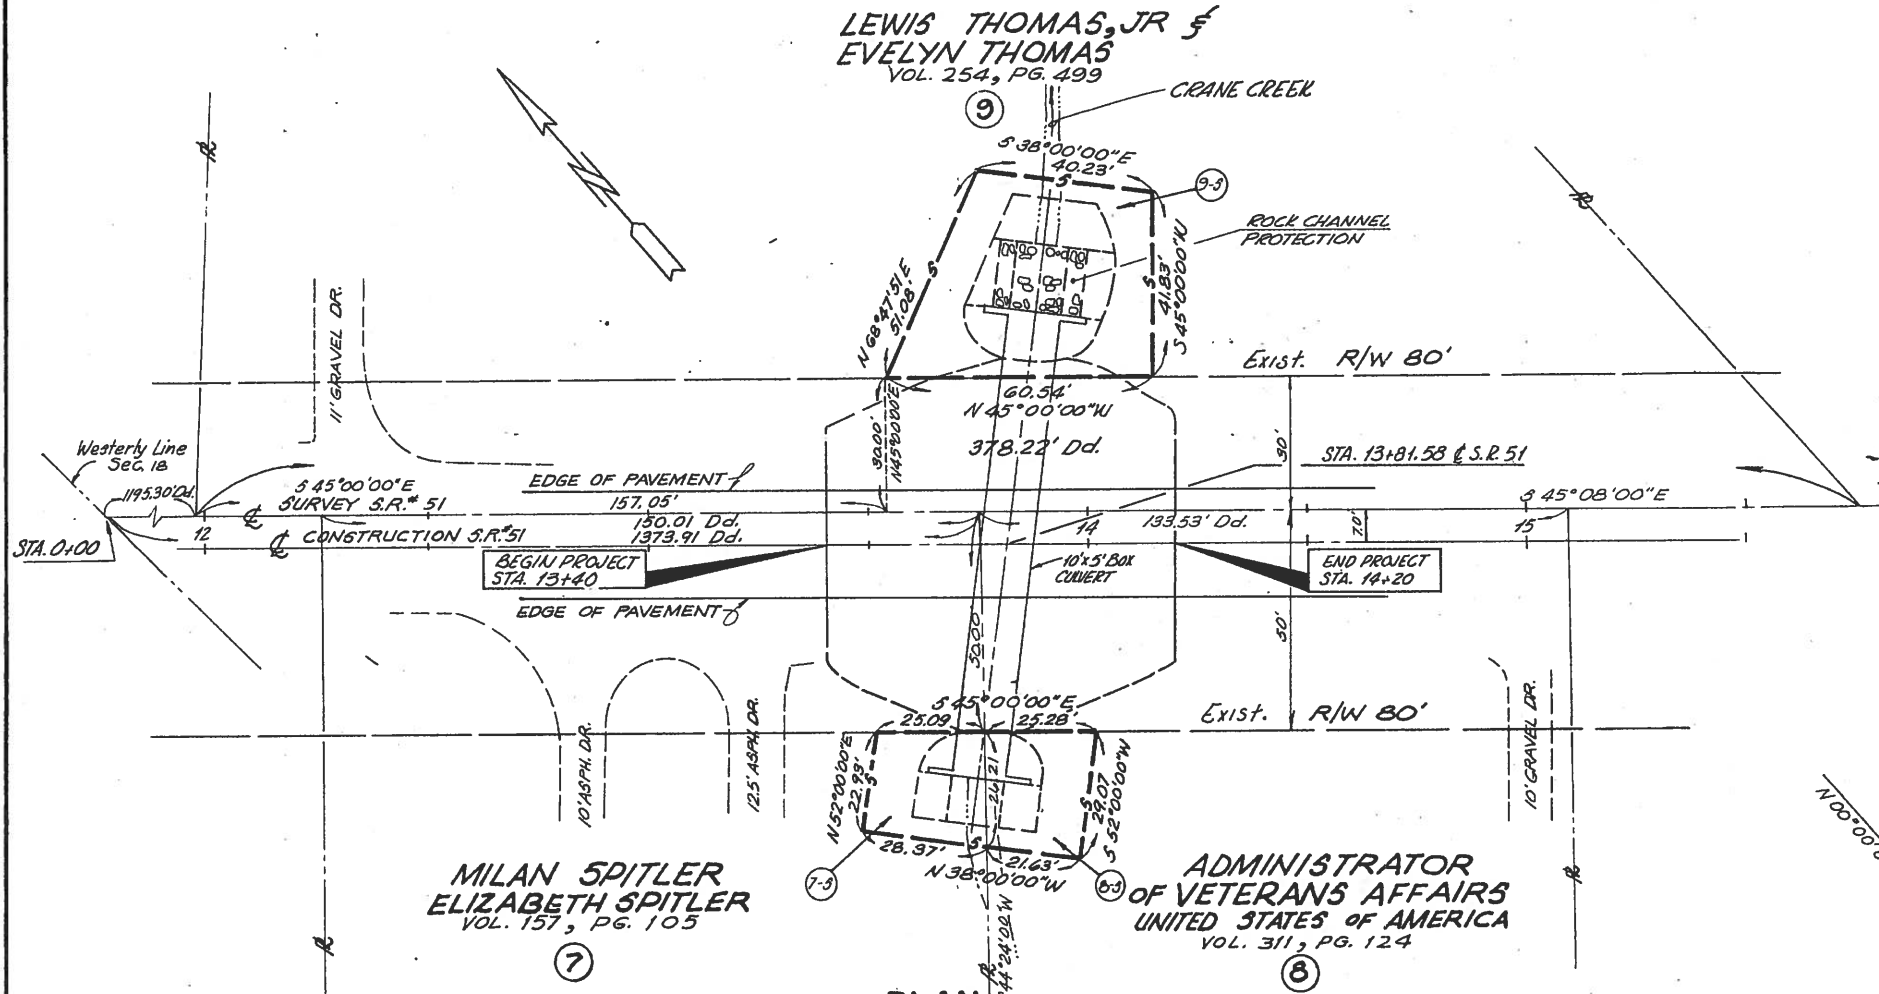 LEWIS THOMAS, JR &
EVELYN THOMAS
VOL. 254, PG. 499
9
CRANE CREEK
S 38°00'00"E
40.23'
9-S
ROCK CHANNEL
PROTECTION
S
S
S
N 68°47'51"E
51.08'
41.83'
S 45°00'00"W
11' GRAVEL DR.
Exist. R/W 80'
60.54'
N 45°00'00"W
378.22' Dd.
30.00'
N45°00'00"E
30'
STA. 13+81.58 ℄ S.R. 51
Westerly Line
Sec. 18
1195.30' Dd.
EDGE OF PAVEMENT
S 45°00'00"E
℄ SURVEY S.R.# 51
157.05'
S 45°08'00"E
12
150.01 Dd.
14
133.53' Dd.
7.0'
15
℄ CONSTRUCTION S.R.#51
1373.91 Dd.
STA. 0+00
BEGIN PROJECT
STA. 13+40
10'x5' BOX
CULVERT
END PROJECT
STA. 14+20
EDGE OF PAVEMENT
50.00
50'
S 45°00'00"E
25.09
25.28'
Exist. R/W 80'
10' ASPH. DR.
12.5' ASPH. DR.
10' GRAVEL DR.
N 52°00'00"E
22.93'
S
26.21
S
29.07
S 52°00'00"W
28.37'
S
21.63'
N 38°00'00"W
7-S
8-S
MILAN SPITLER
ELIZABETH SPITLER
VOL. 157, PG. 105
7
ADMINISTRATOR
OF VETERANS AFFAIRS
UNITED STATES OF AMERICA
VOL. 311, PG. 124
8
44°24'00"W
N 00°00'
PLAN